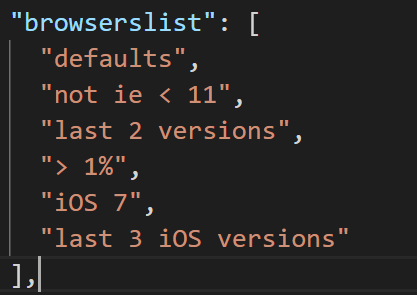 "browserslist": [
"defaults",
"not ie < 11",
"last 2 versions",
"> 1%",
"iOS 7",
"last 3 iOS versions"
],